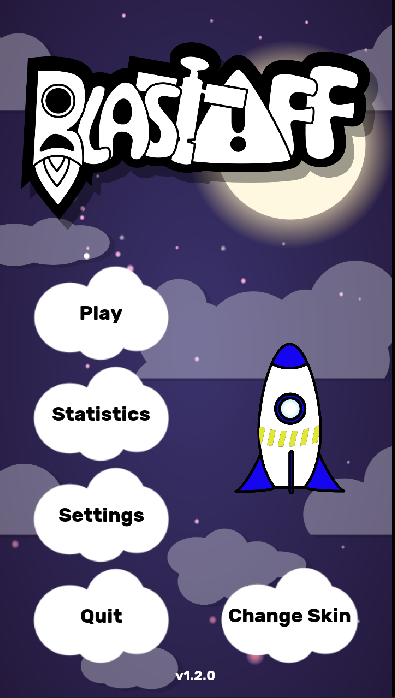 BLASTOFF
Play
Statistics
Settings
Quit
Change Skin
v1.2.0